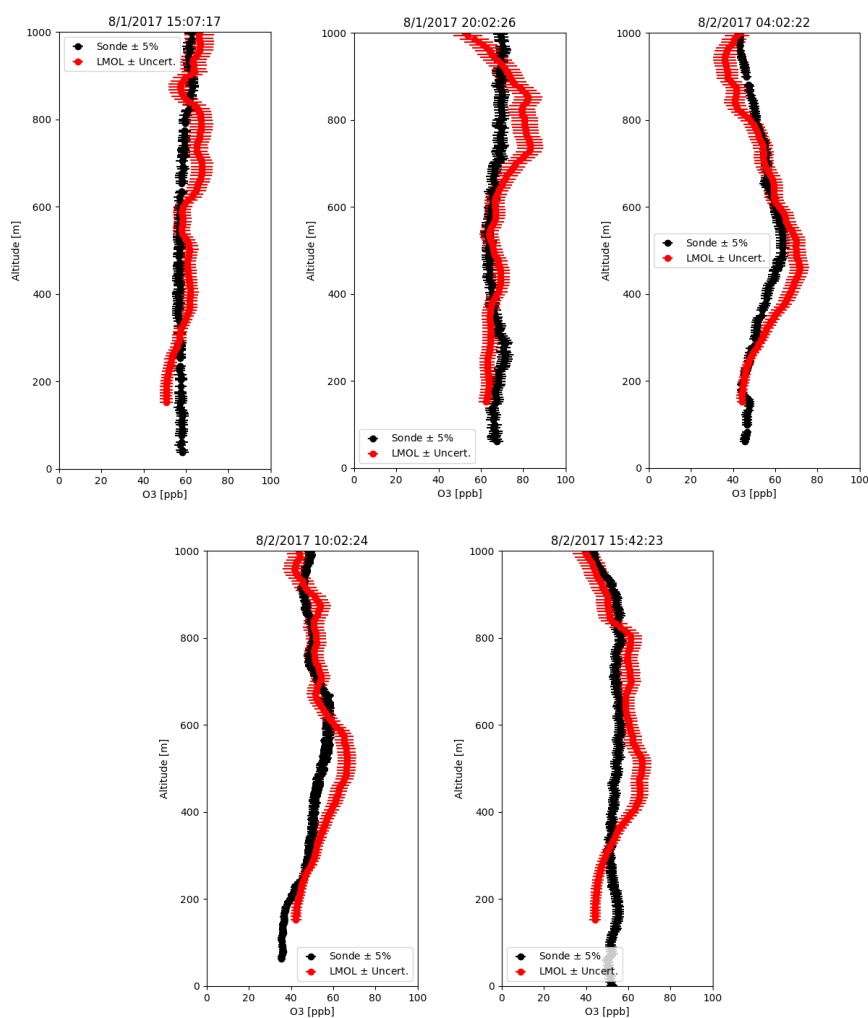 8/1/2017 15:07:17
1000
800
600
400
200
0
Altitude [m]
Sonde ± 5%
LMOL ± Uncert.
0 20 40 60 80 100
O3 [ppb]
8/1/2017 20:02:26
1000
800
600
400
200
0
Altitude [m]
Sonde ± 5%
LMOL ± Uncert.
0 20 40 60 80 100
O3 [ppb]
8/2/2017 04:02:22
1000
800
600
400
200
0
Altitude [m]
Sonde ± 5%
LMOL ± Uncert.
0 20 40 60 80 100
O3 [ppb]
8/2/2017 10:02:24
1000
800
600
400
200
0
Altitude [m]
Sonde ± 5%
LMOL ± Uncert.
0 20 40 60 80 100
O3 [ppb]
8/2/2017 15:42:23
1000
800
600
400
200
0
Altitude [m]
Sonde ± 5%
LMOL ± Uncert.
0 20 40 60 80 100
O3 [ppb]